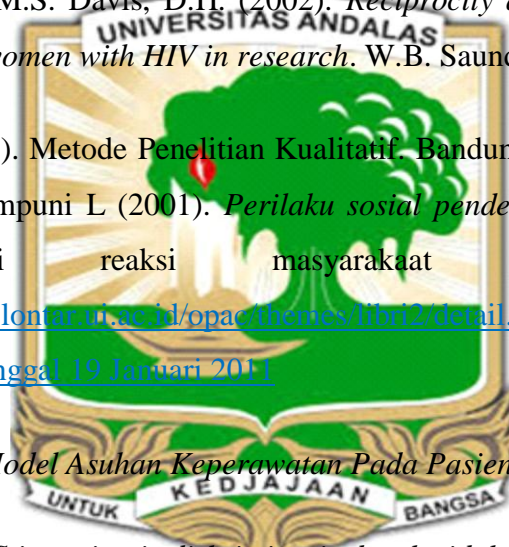 M.S. Davis, D.H. (2002). Reciprocity
UNIVERSITAS ANDALAS
women with HIV in research. W.B. Saund
). Metode Penelitian Kualitatif. Bandun
mpuni L (2001). Perilaku sosial pende
i reaksi masyarakaat
lontar.ui.ac.id/opac/themes/libri2/detail.
nggal 19 Januari 2011
Model Asuhan Keperawatan Pada Pasien
UNTUK KEDJAJAAN BANGSA